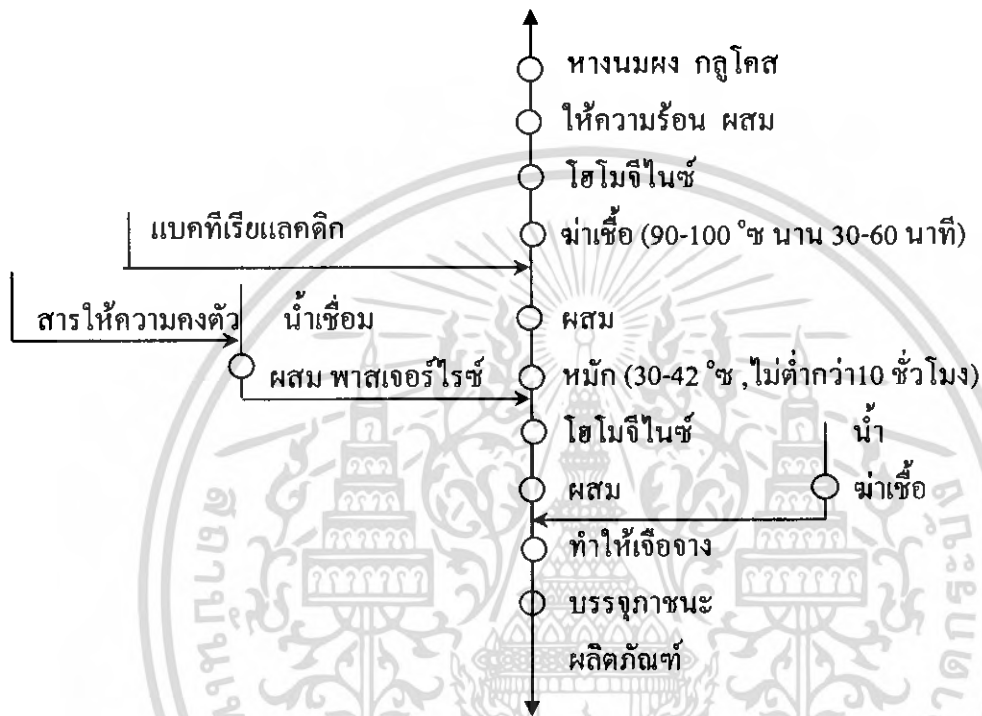 หางนมผง กลูโคส
ให้ความร้อน ผสม
โฮโมจีไนซ์
แบคทีเรียแลคติก
ฆ่าเชื้อ (90-100 °ซ นาน 30-60 นาที)
สารให้ความคงตัว
น้ำเชื่อม
ผสม
ผสม พาสเจอร์ไรซ์
หมัก (30-42 °ซ ,ไม่ต่ำกว่า10 ชั่วโมง)
โฮโมจีไนซ์
น้ำ
ผสม
ฆ่าเชื้อ
ทำให้เจือจาง
บรรจุภาชนะ
ผลิตภัณฑ์